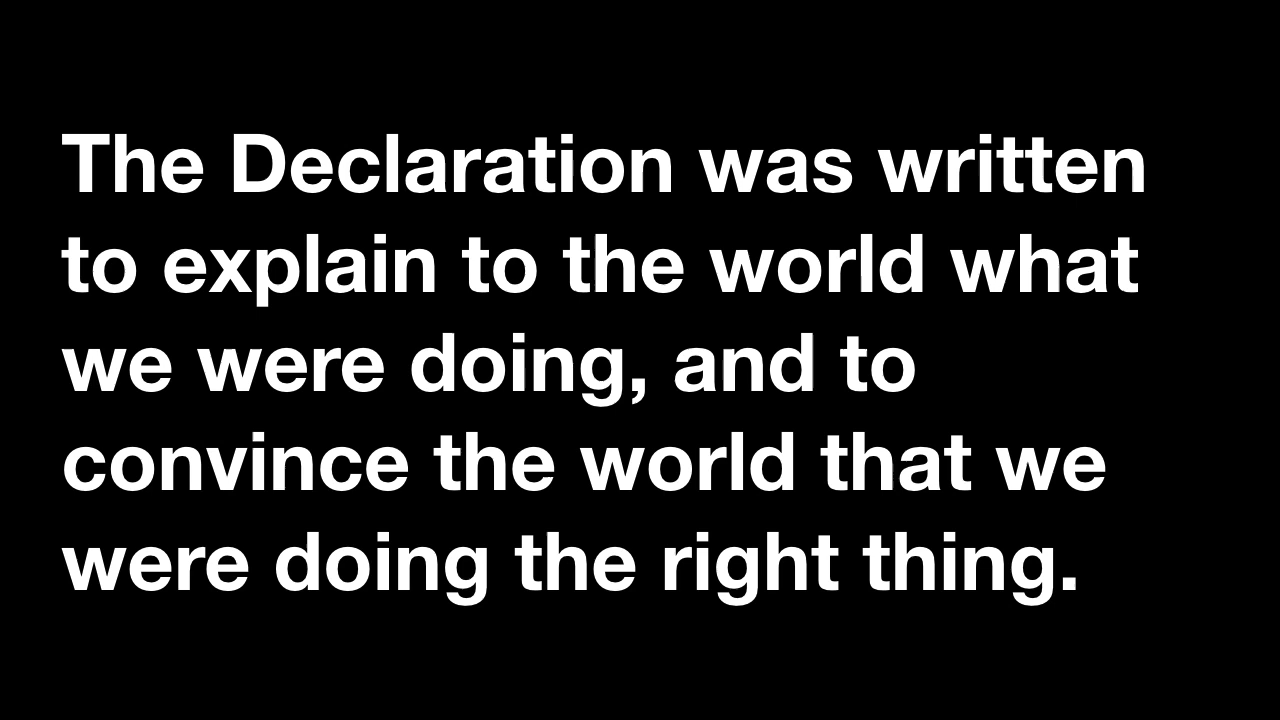 The Declaration was written
to explain to the world what
we were doing, and to
convince the world that we
were doing the right thing.